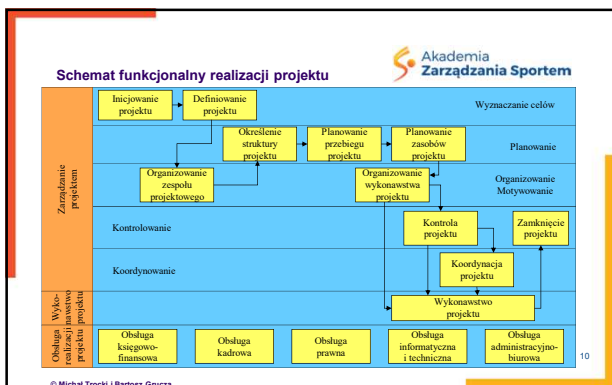 Schemat funkcjonalny realizacji projektu
Akademia
Zarządzania Sportem
Zarządzanie
projektem
Inicjowanie
projektu
Definiowanie
projektu
Wyznaczanie celów
Określenie
struktury
projektu
Planowanie
przebiegu
projektu
Planowanie
zasobów
projektu
Planowanie
Organizowanie
zespołu
projektowego
Organizowanie
wykonawstwa
projektu
Organizowanie
Motywowanie
Kontrolowanie
Kontrola
projektu
Zamknięcie
projektu
Koordynowanie
Koordynacja
projektu
Wyko-
nawstwo
projektu
Wykonawstwo
projektu
Obsługa
realizacji
projektu
Obsługa
księgowo-
finansowa
Obsługa
kadrowa
Obsługa
prawna
Obsługa
informatyczna
i techniczna
Obsługa
administracyjno-
biurowa
10
© Michał Trocki i Bartosz Grucza